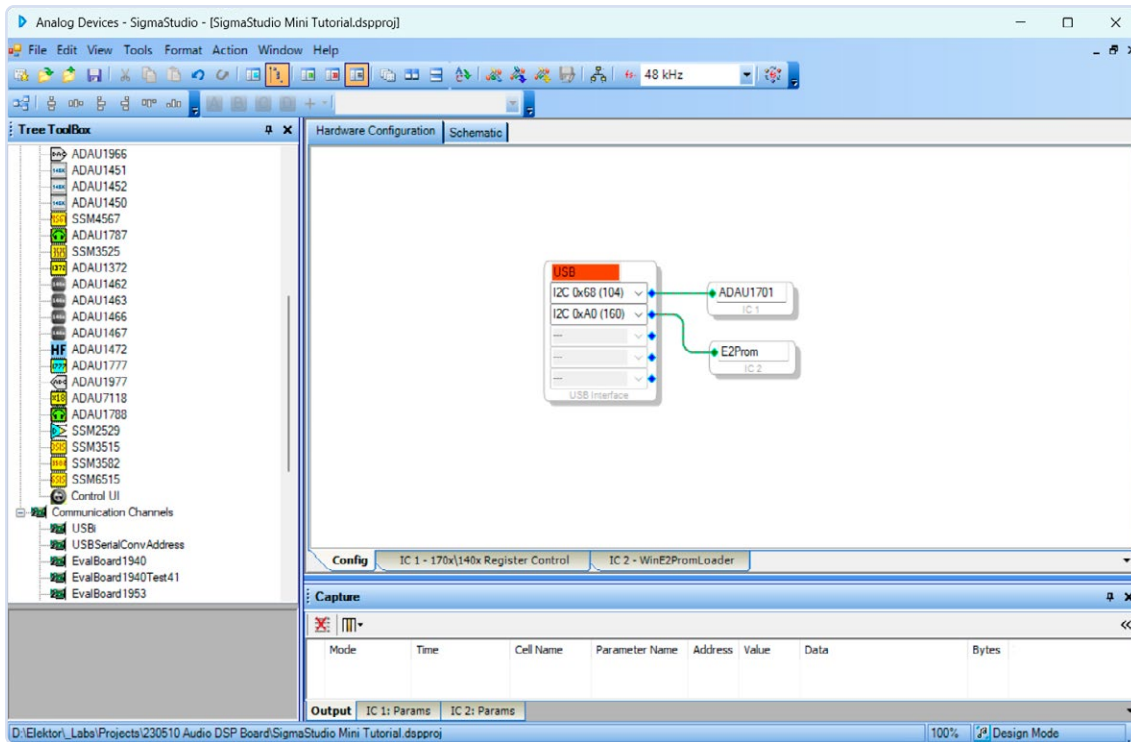 Analog Devices - SigmaStudio - [SigmaStudio Mini Tutorial.dspproj]
File Edit View Tools Format Action Window Help
48 kHz
Tree ToolBox
Hardware Configuration Schematic
ADAU1966
ADAU1451
ADAU1452
ADAU1450
SSM4567
ADAU1787
SSM3525
ADAU1372
ADAU1462
ADAU1463
ADAU1466
ADAU1467
HF ADAU1472
ADAU1777
ADAU1977
ADAU7118
ADAU1788
SSM2529
SSM3515
SSM3582
SSM6515
Control UI
Communication Channels
USBi
USBSerialConvAddress
EvalBoard1940
EvalBoard1940Test41
EvalBoard1953
USB
I2C 0x68 (104)
I2C 0xA0 (160)
---
---
---
USB Interface
ADAU1701
IC 1
E2Prom
IC 2
Config IC 1 - 170x\140x Register Control IC 2 - WinE2PromLoader
Capture
Mode Time Cell Name Parameter Name Address Value Data Bytes
Output IC 1: Params IC 2: Params
D:\Elektor\_Labs\Projects\230510 Audio DSP Board\SigmaStudio Mini Tutorial.dspproj 100% Design Mode